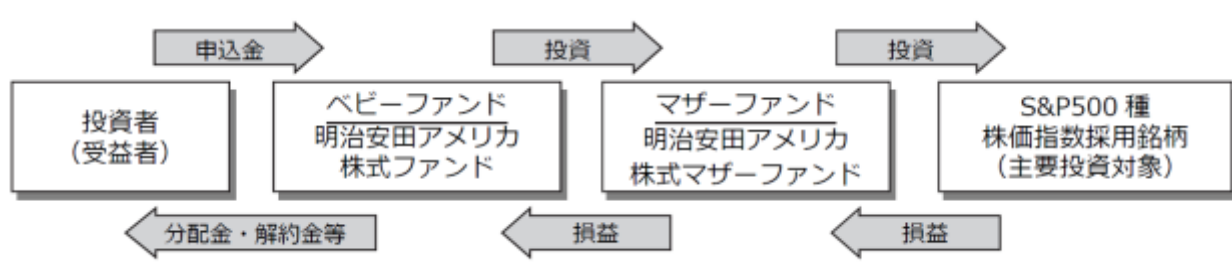 申込金
投資
投資
投資者
（受益者）
ベビーファンド
明治安田アメリカ
株式ファンド
マザーファンド
明治安田アメリカ
株式マザーファンド
S&P500 種
株価指数採用銘柄
（主要投資対象）
分配金・解約金等
損益
損益